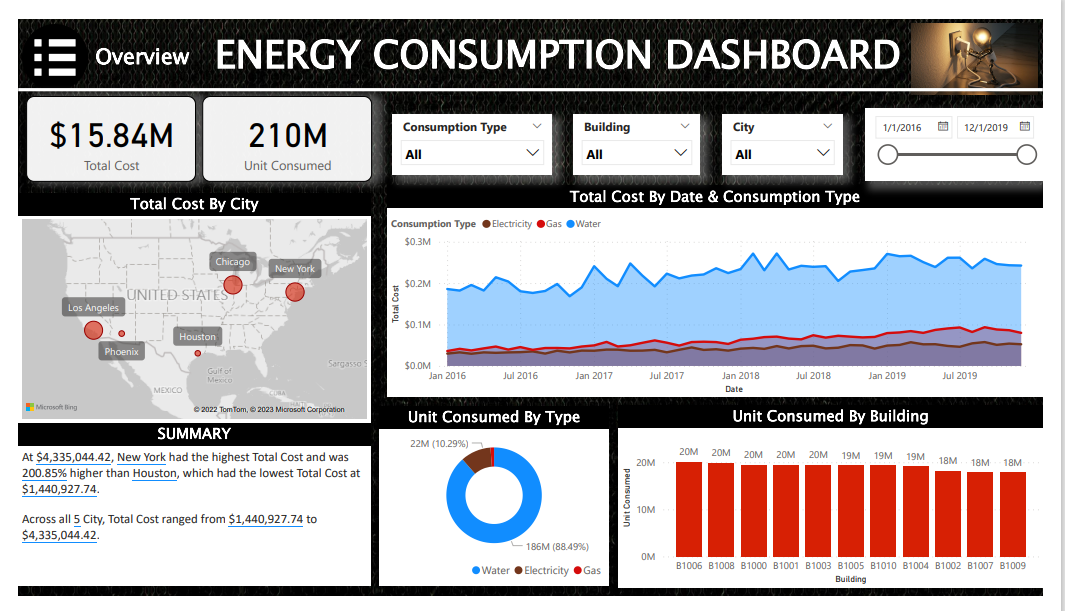 Overview
ENERGY CONSUMPTION DASHBOARD
$15.84M
Total Cost
210M
Unit Consumed
Consumption Type
All
Building
All
City
All
1/1/2016
12/1/2019
Total Cost By City
Chicago
New York
UNITED STATES
Los Angeles
Phoenix
Houston
Sargasso
Gulf of
Mexico
MEXICO
CUBA
Microsoft Bing
© 2022 TomTom, © 2023 Microsoft Corporation
SUMMARY
At $4,335,044.42, New York had the highest Total Cost and was
200.85% higher than Houston, which had the lowest Total Cost at
$1,440,927.74.
Across all 5 City, Total Cost ranged from $1,440,927.74 to
$4,335,044.42.
Total Cost By Date & Consumption Type
Consumption Type Electricity Gas Water
Total Cost
$0.3M
$0.2M
$0.1M
$0.0M
Jan 2016 Jul 2016 Jan 2017 Jul 2017 Jan 2018 Jul 2018 Jan 2019 Jul 2019
Date
Unit Consumed By Type
22M (10.29%)
186M (88.49%)
Water Electricity Gas
Unit Consumed By Building
Unit Consumed
20M
10M
0M
20M 20M 20M 20M 20M 19M 19M 19M 18M 18M 18M
B1006 B1008 B1000 B1001 B1003 B1005 B1010 B1004 B1002 B1007 B1009
Building